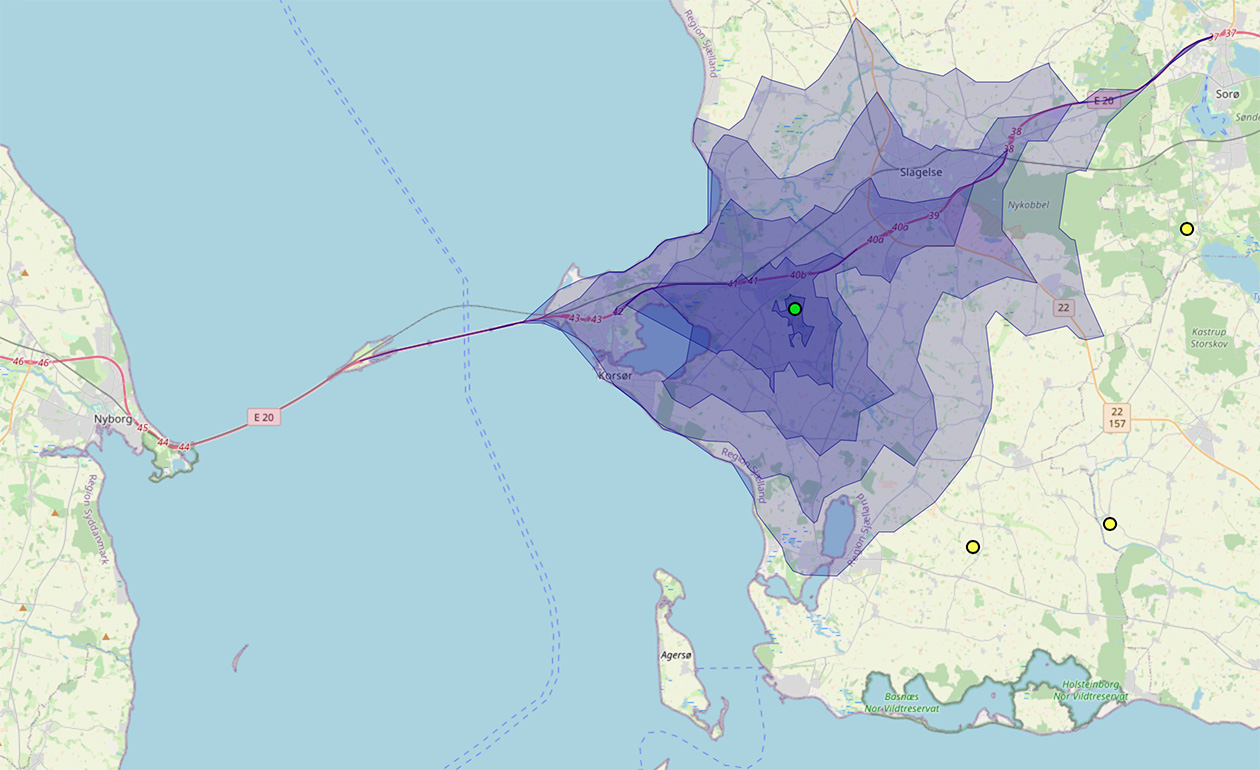 Region Sjælland
37
37
E 20
Sorø
38
38
Slagelse
Nykobbel
39
40a
40a
40b
41
41
42
43
43
22
Kastrup
Storskov
Korsør
46
46
E 20
Nyborg
45
44
44
22
157
Region Sjælland
Region Sjælland
Region Syddanmark
Agersø
Basnæs
Nor Vildtreservat
Holsteinborg
Nor Vildtreservat